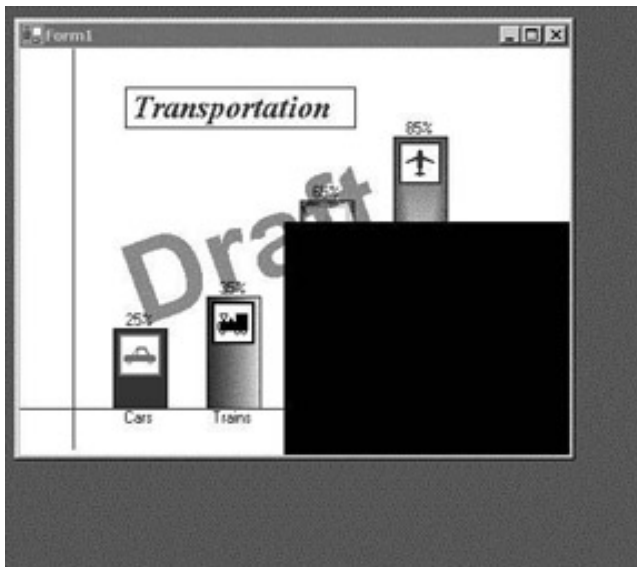 Form1
Transportation
85%
65%
Draft
35%
25%
Cars
Trains